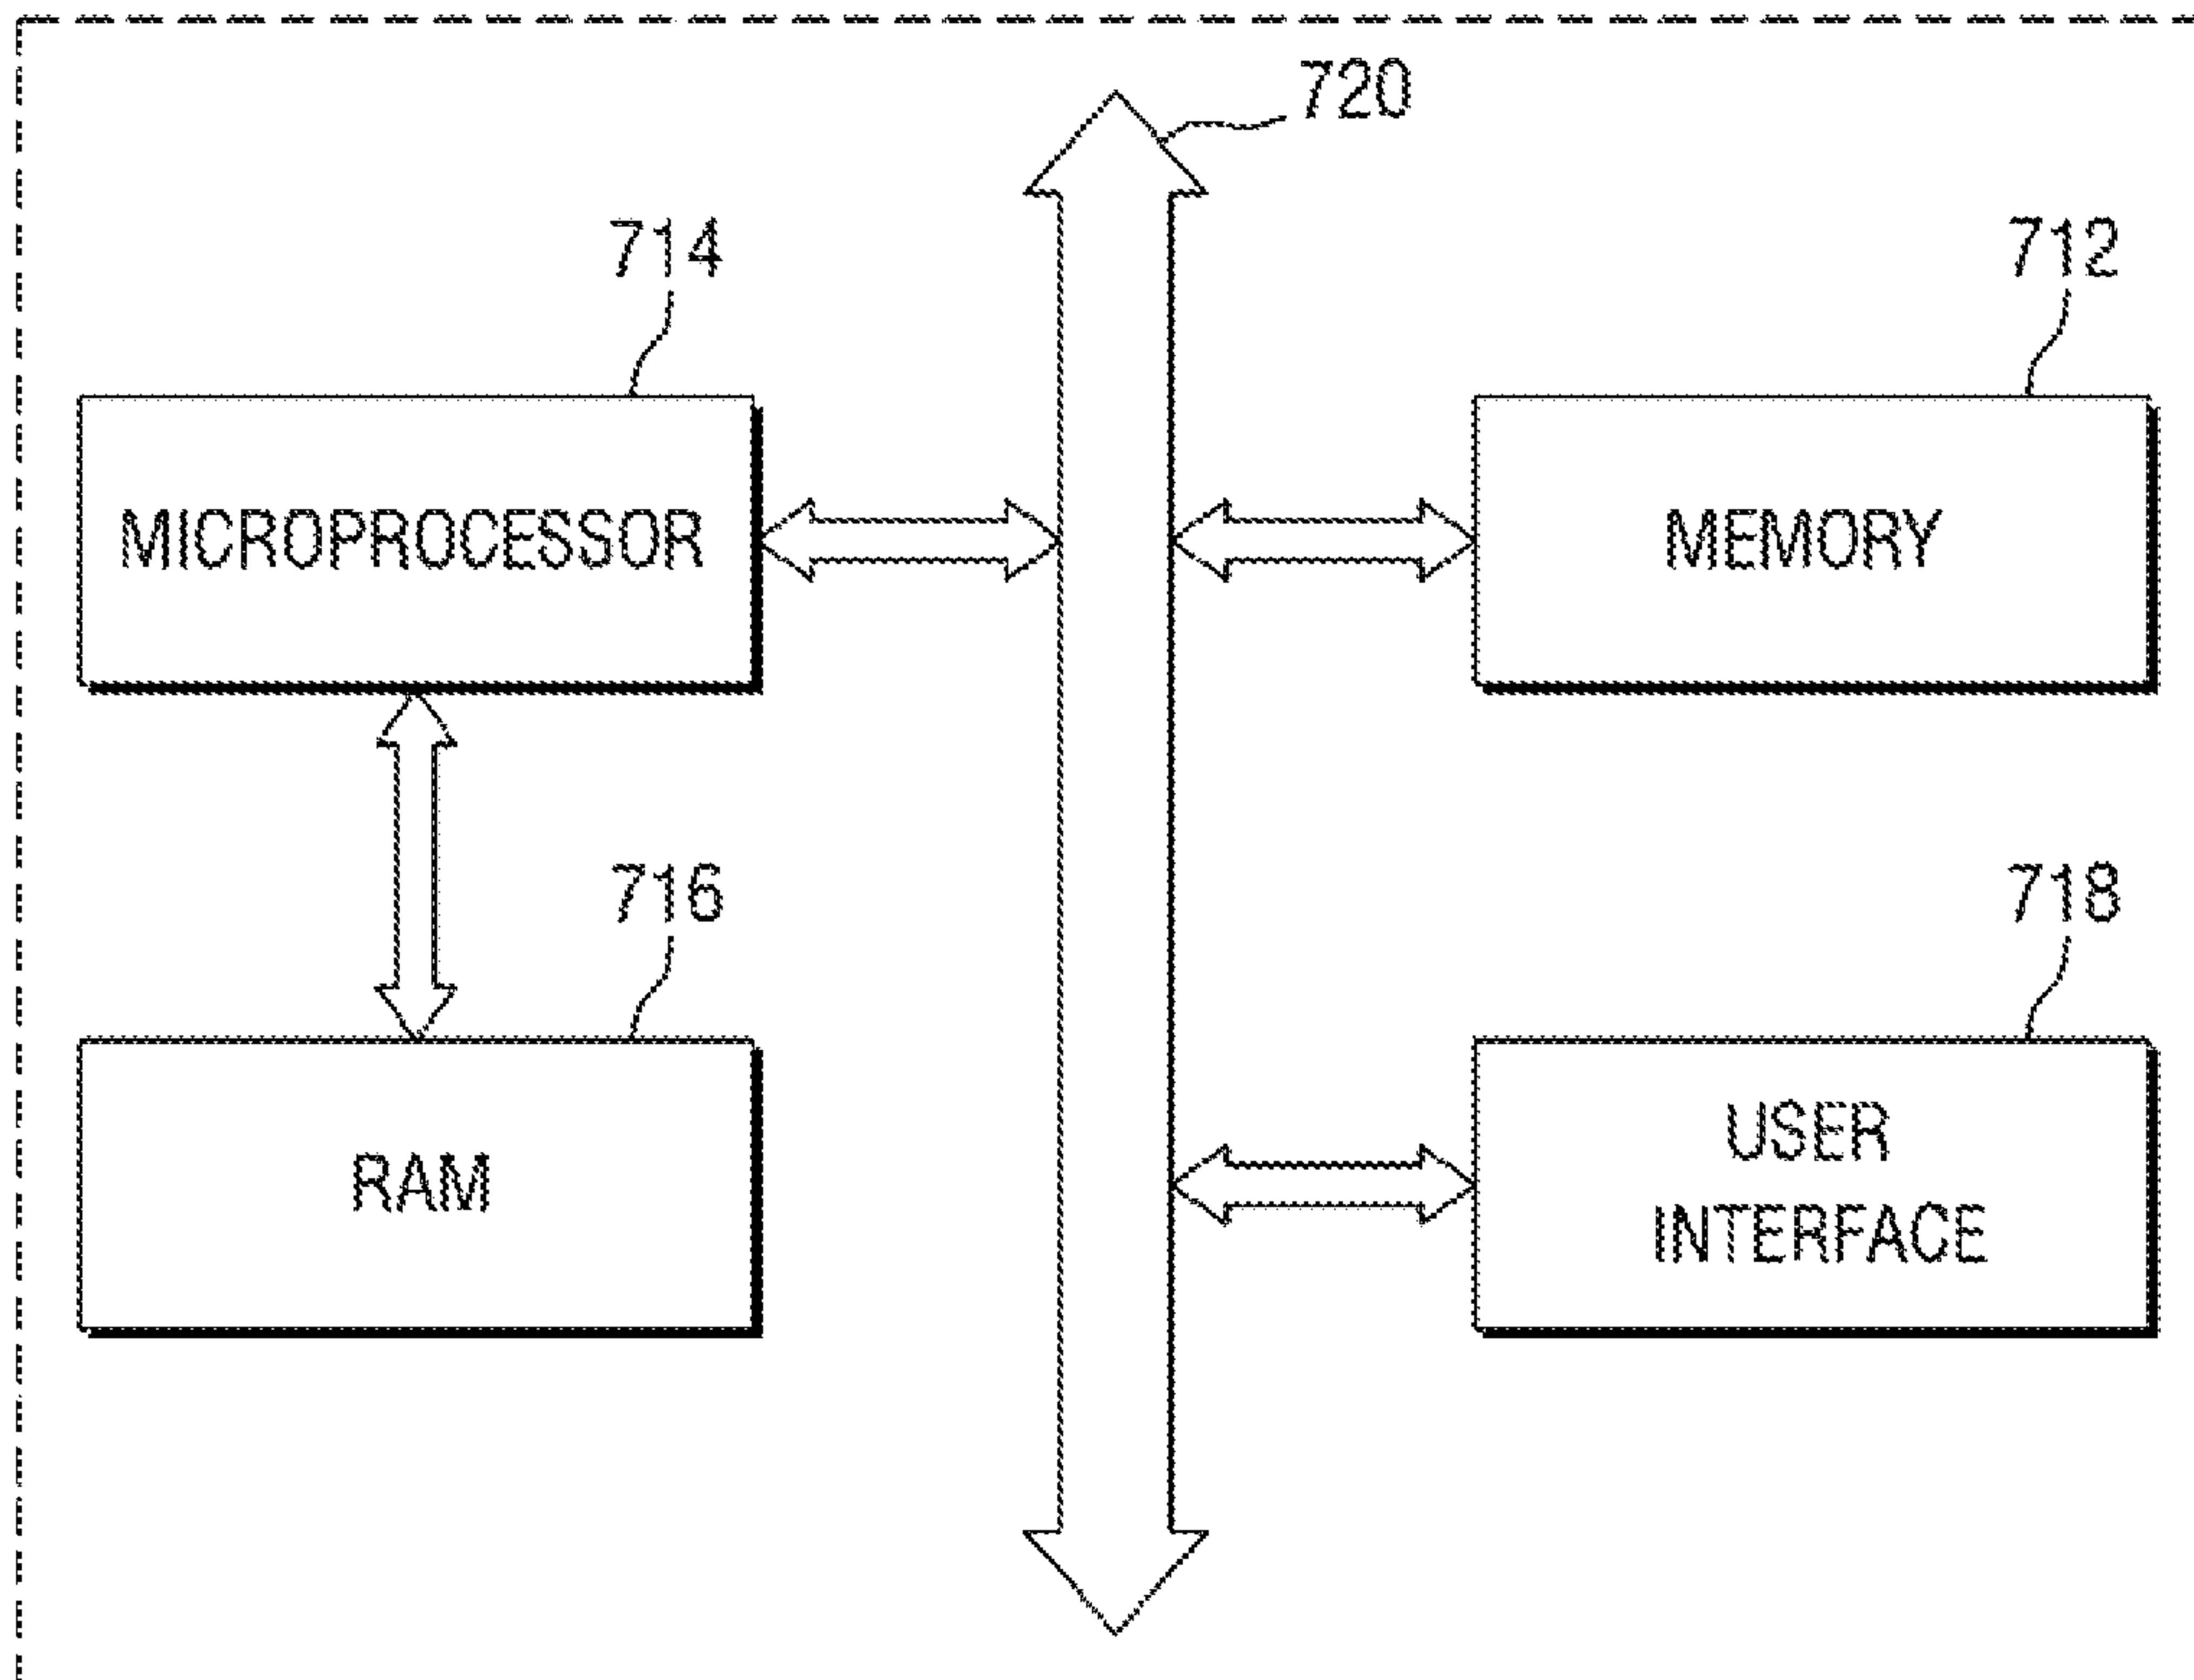 720
714
712
MICROPROCESSOR
MEMORY
716
718
RAM
USER
INTERFACE